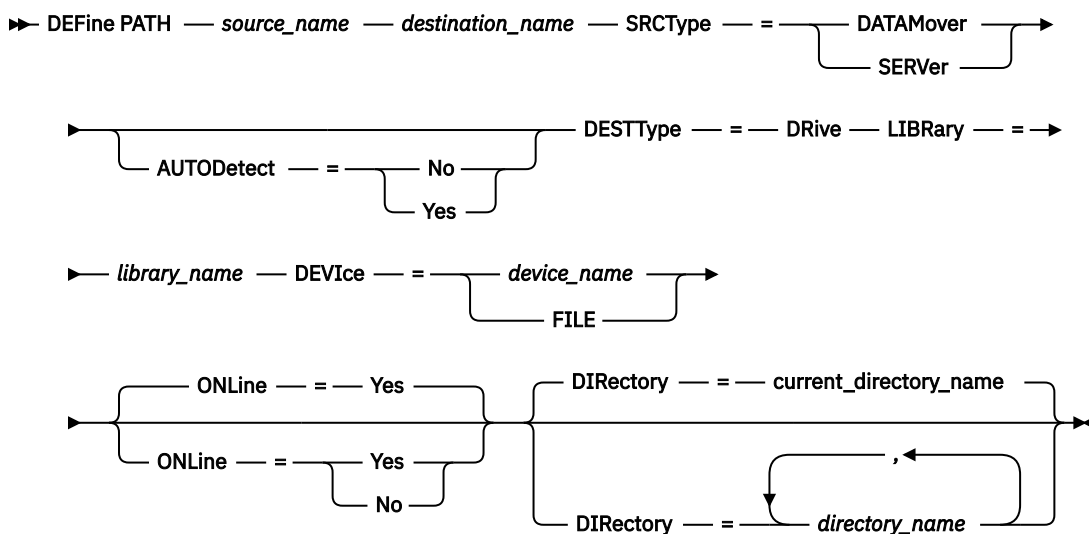 DEFine PATH source_name destination_name SRCType = DATAMover
SERVer
AUTODetect = No
Yes
DESTType = DRive LIBRary =
library_name DEVIce = device_name
FILE
ONLine = Yes
ONLine = Yes
No
DIRectory = current_directory_name
,
DIRectory = directory_name